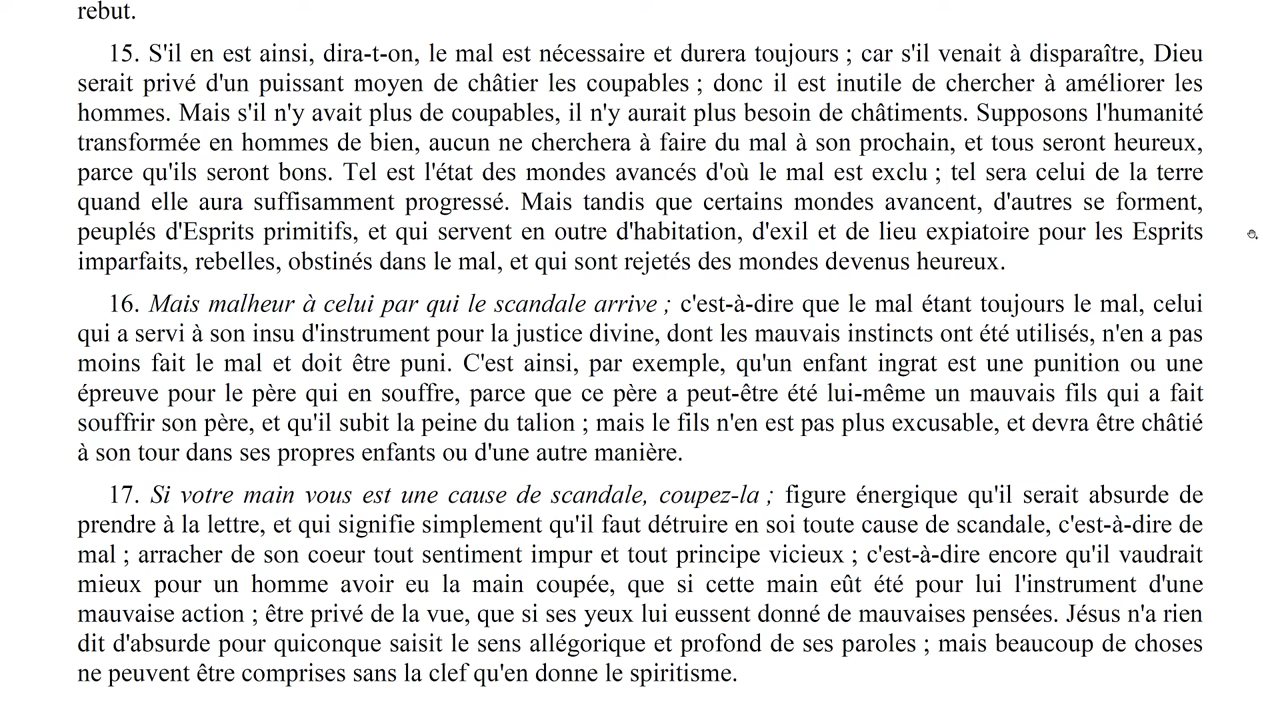 rebut.
15. S'il en est ainsi, dira-t-on, le mal est nécessaire et durera toujours ; car s'il venait à disparaître, Dieu
serait privé d'un puissant moyen de châtier les coupables ; donc il est inutile de chercher à améliorer les
hommes. Mais s'il n'y avait plus de coupables, il n'y aurait plus besoin de châtiments. Supposons l'humanité
transformée en hommes de bien, aucun ne cherchera à faire du mal à son prochain, et tous seront heureux,
parce qu'ils seront bons. Tel est l'état des mondes avancés d'où le mal est exclu ; tel sera celui de la terre
quand elle aura suffisamment progressé. Mais tandis que certains mondes avancent, d'autres se forment,
peuplés d'Esprits primitifs, et qui servent en outre d'habitation, d'exil et de lieu expiatoire pour les Esprits
imparfaits, rebelles, obstinés dans le mal, et qui sont rejetés des mondes devenus heureux.
16. Mais malheur à celui par qui le scandale arrive ; c'est-à-dire que le mal étant toujours le mal, celui
qui a servi à son insu d'instrument pour la justice divine, dont les mauvais instincts ont été utilisés, n'en a pas
moins fait le mal et doit être puni. C'est ainsi, par exemple, qu'un enfant ingrat est une punition ou une
épreuve pour le père qui en souffre, parce que ce père a peut-être été lui-même un mauvais fils qui a fait
souffrir son père, et qu'il subit la peine du talion ; mais le fils n'en est pas plus excusable, et devra être châtié
à son tour dans ses propres enfants ou d'une autre manière.
17. Si votre main vous est une cause de scandale, coupez-la ; figure énergique qu'il serait absurde de
prendre à la lettre, et qui signifie simplement qu'il faut détruire en soi toute cause de scandale, c'est-à-dire de
mal ; arracher de son coeur tout sentiment impur et tout principe vicieux ; c'est-à-dire encore qu'il vaudrait
mieux pour un homme avoir eu la main coupée, que si cette main eût été pour lui l'instrument d'une
mauvaise action ; être privé de la vue, que si ses yeux lui eussent donné de mauvaises pensées. Jésus n'a rien
dit d'absurde pour quiconque saisit le sens allégorique et profond de ses paroles ; mais beaucoup de choses
ne peuvent être comprises sans la clef qu'en donne le spiritisme.